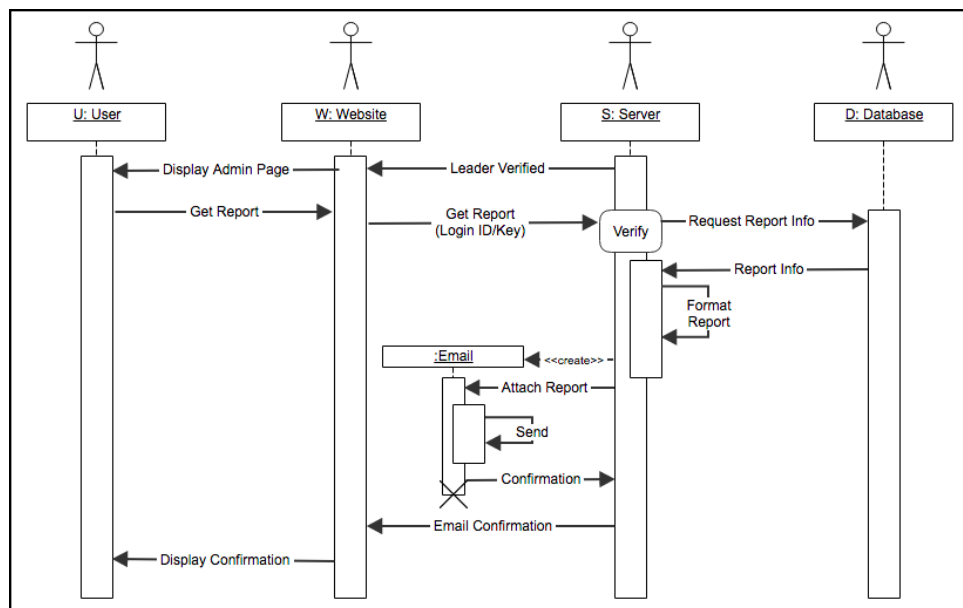 U: User
W: Website
S: Server
D: Database
Display Admin Page
Leader Verified
Get Report
Get Report
(Login ID/Key)
Verify
Request Report Info
Report Info
Format
Report
:Email
<<create>>
Attach Report
Send
Confirmation
Email Confirmation
Display Confirmation